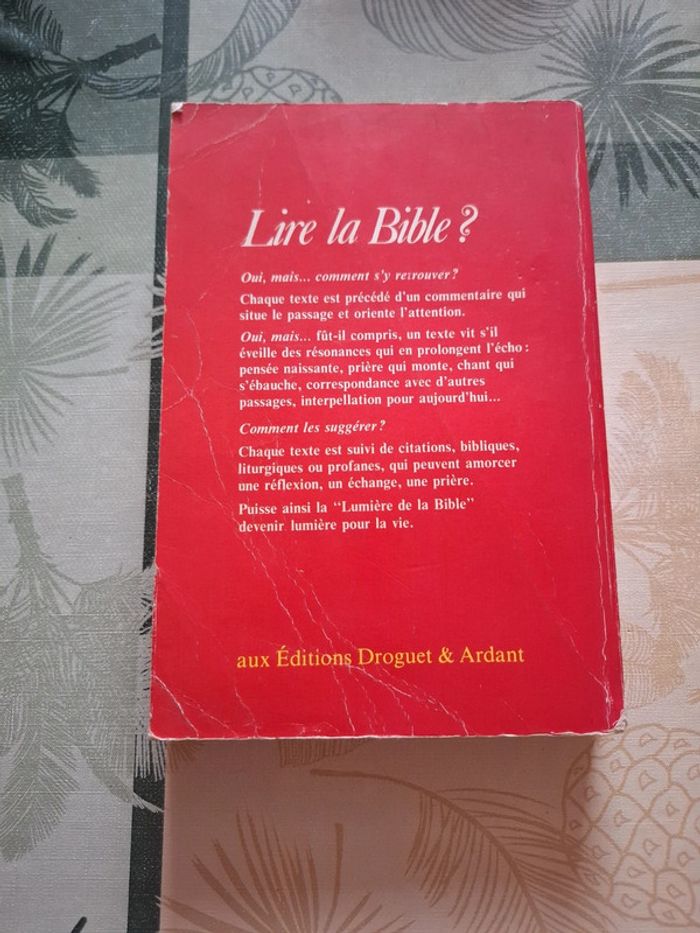 Lire la Bible ?
Oui, mais... comment s'y retrouver ?
Chaque texte est précédé d'un commentaire qui
situe le passage et oriente l'attention.
Oui, mais... fût-il compris, un texte vit s'il
éveille des résonances qui en prolongent l'écho :
pensée naissante, prière qui monte, chant qui
s'ébauche, correspondance avec d'autres
passages, interpellation pour aujourd'hui...
Comment les suggérer ?
Chaque texte est suivi de citations, bibliques,
liturgiques ou profanes, qui peuvent amorcer
une réflexion, un échange, une prière.
Puisse ainsi la "Lumière de la Bible"
devenir lumière pour la vie.
aux Éditions Droguet & Ardant